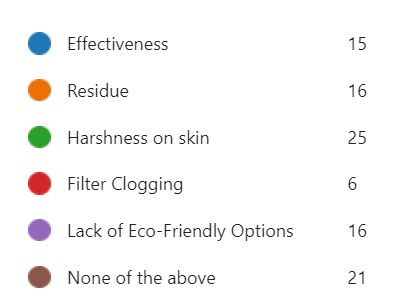 Effectiveness 15
Residue 16
Harshness on skin 25
Filter Clogging 6
Lack of Eco-Friendly Options 16
None of the above 21